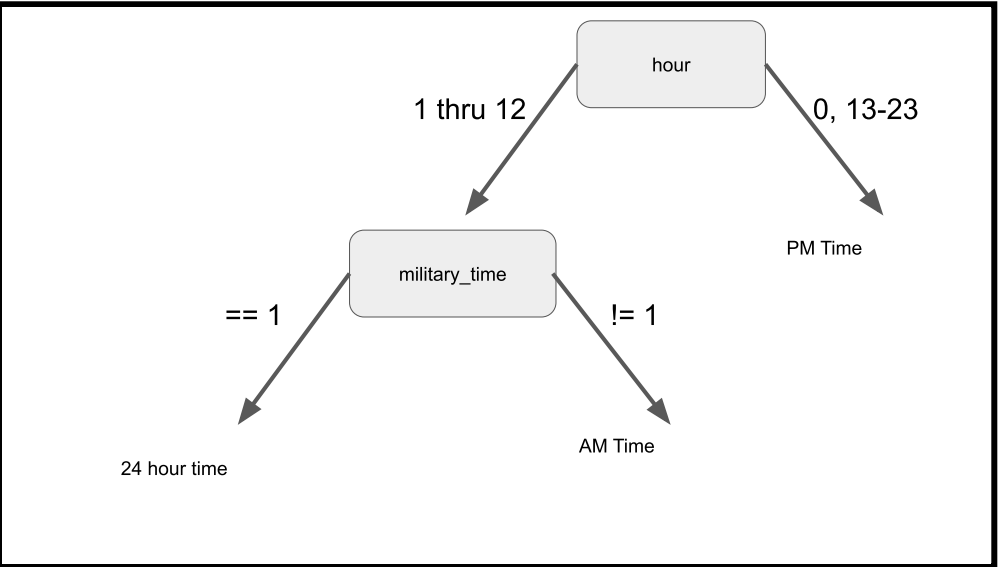 hour
1 thru 12
0, 13-23
PM Time
military_time
== 1
!= 1
AM Time
24 hour time